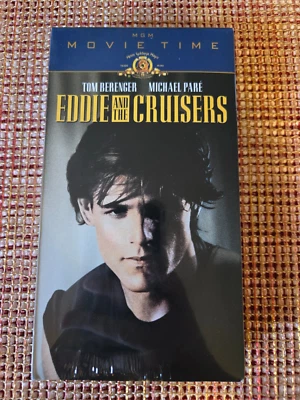 MGM
MOVIE TIME
TOM BERENGER MICHAEL PARÉ
EDDIE AND THE CRUISERS